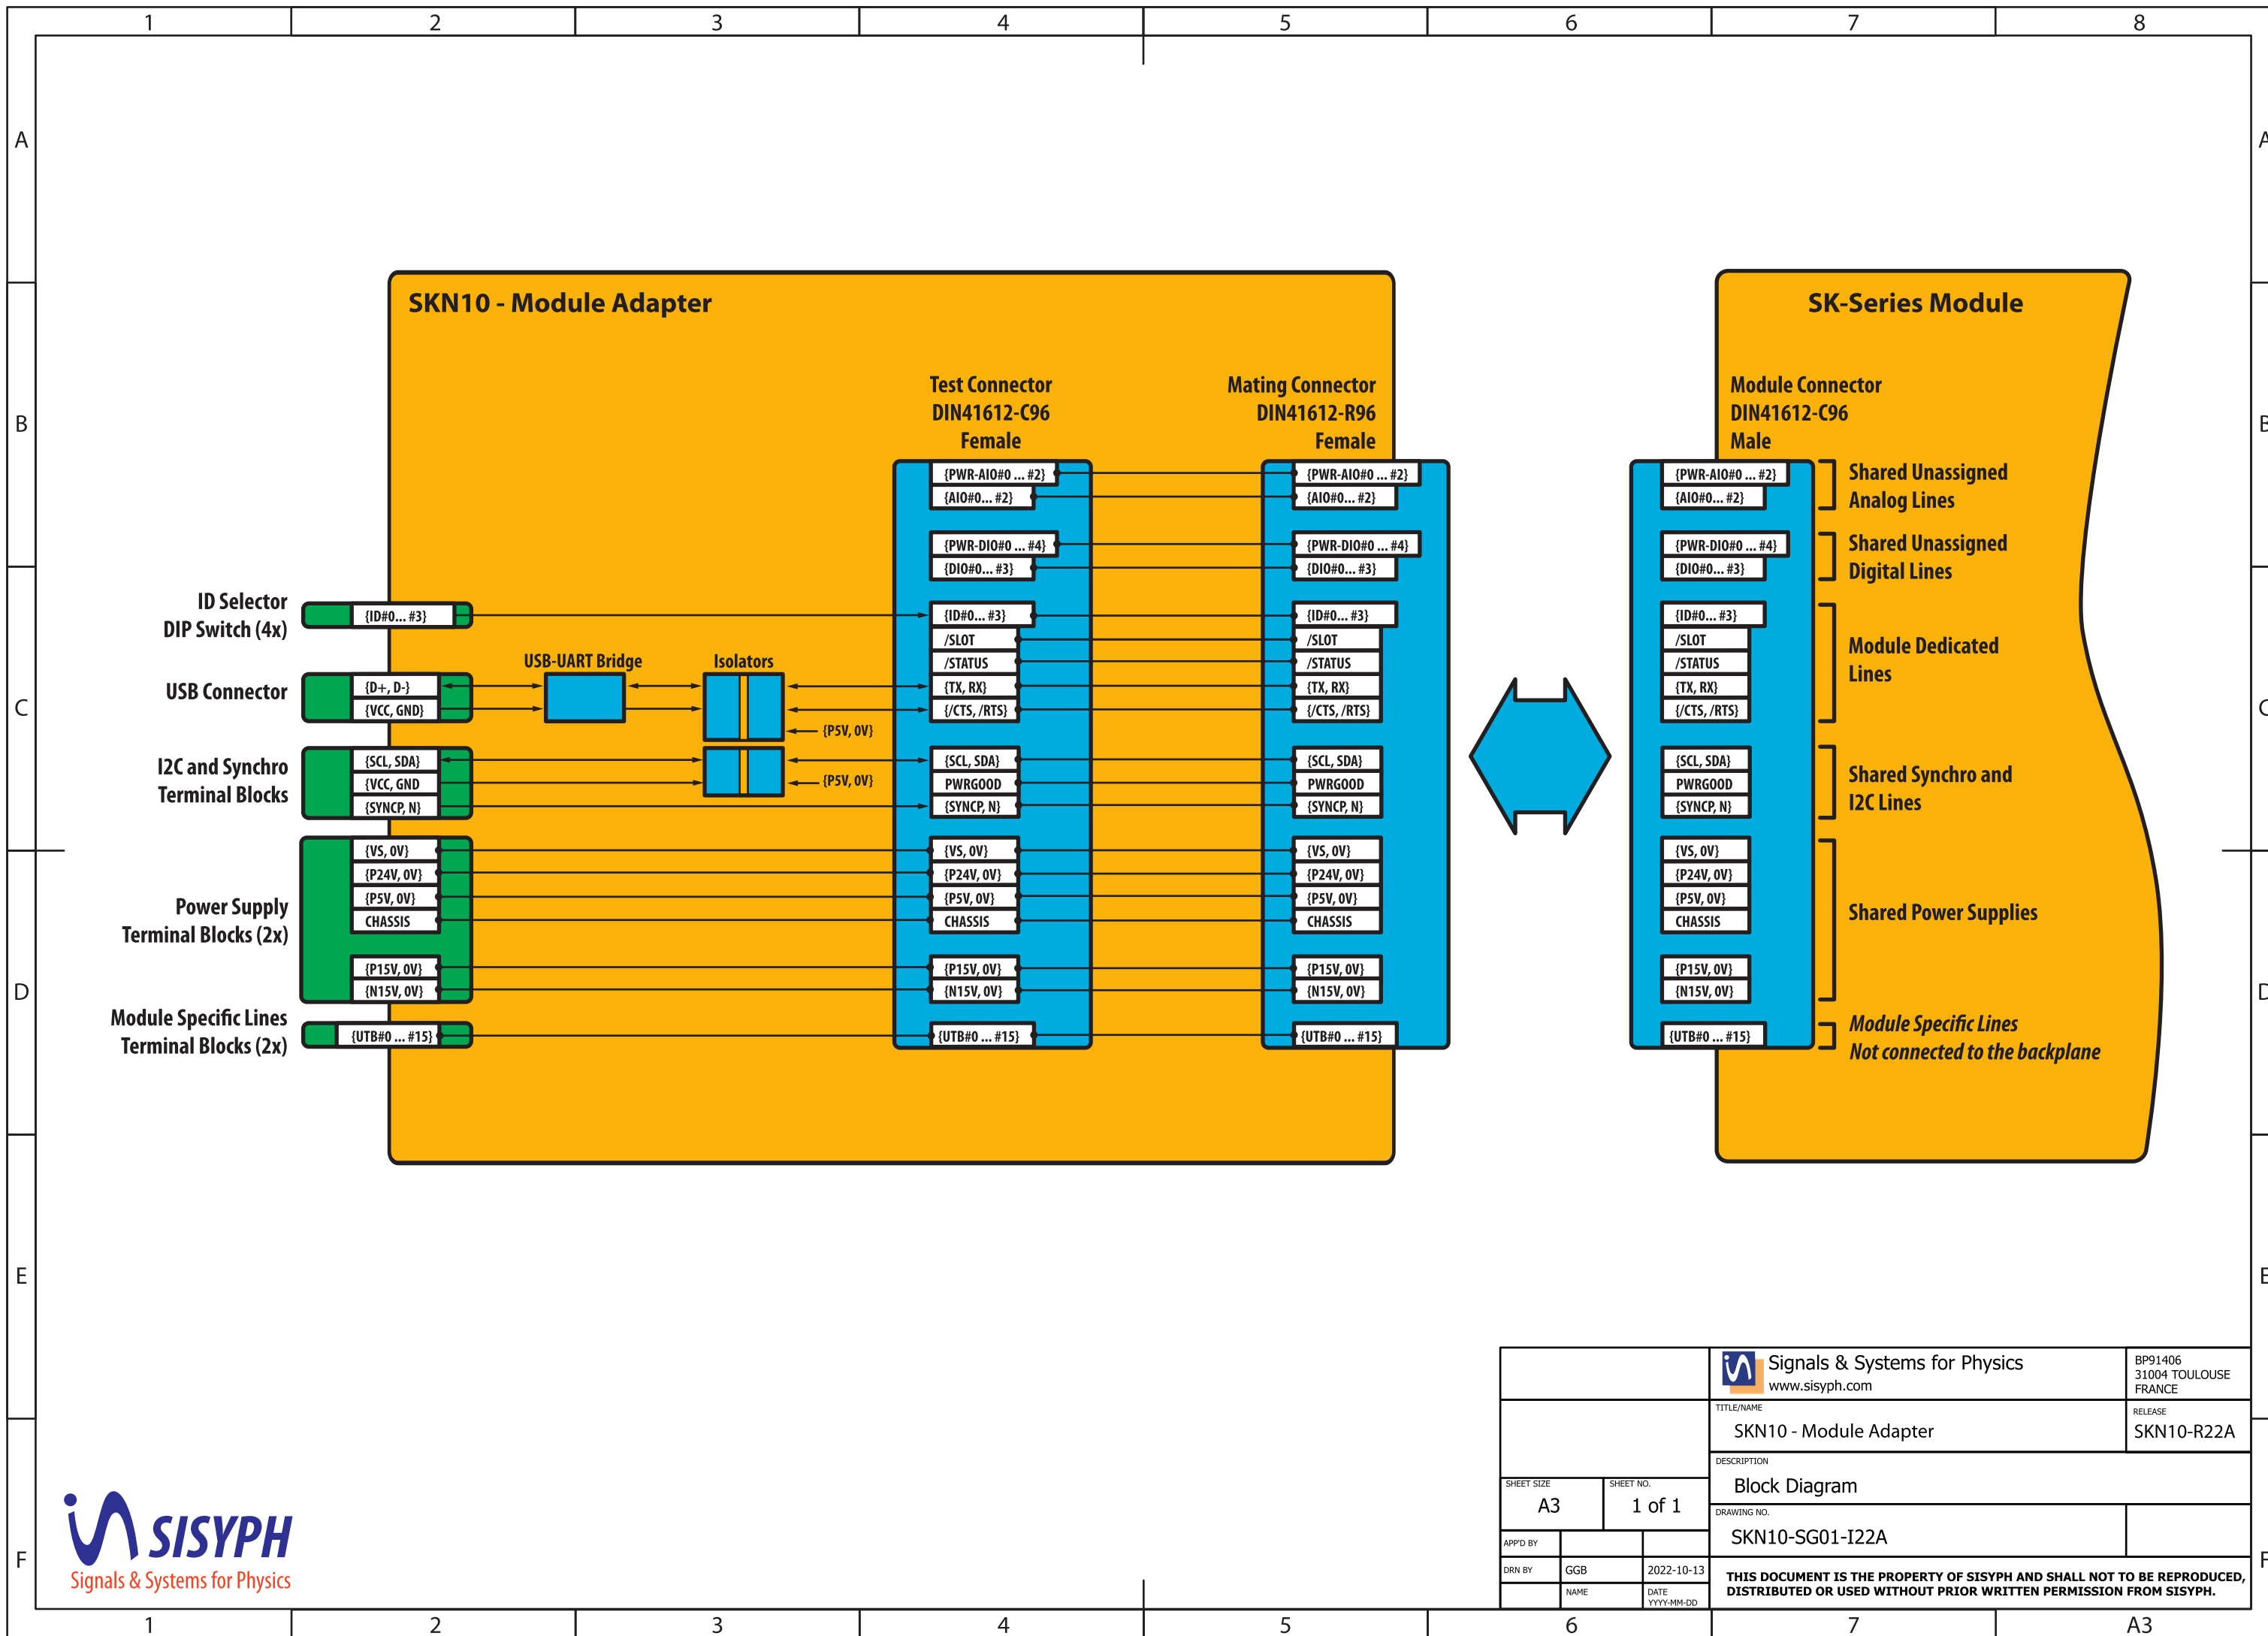 1 2 3 4 5 6 7 8
A A
B B
C C
D D
E E
F F
SKN10 - Module Adapter
Test Connector
DIN41612-C96
Female
Mating Connector
DIN41612-R96
Female
SK-Series Module
Module Connector
DIN41612-C96
Male
ID Selector
DIP Switch (4x)
{ID#0... #3}
USB Connector
{D+, D-}
{VCC, GND}
USB-UART Bridge
Isolators
{P5V, 0V}
{P5V, 0V}
I2C and Synchro
Terminal Blocks
{SCL, SDA}
{VCC, GND
{SYNCP, N}
Power Supply
Terminal Blocks (2x)
{VS, 0V}
{P24V, 0V}
{P5V, 0V}
CHASSIS
{P15V, 0V}
{N15V, 0V}
Module Specific Lines
Terminal Blocks (2x)
{UTB#0 ... #15}
{PWR-AIO#0 ... #2}
{AIO#0... #2}
{PWR-DIO#0 ... #4}
{DIO#0... #3}
{ID#0... #3}
/SLOT
/STATUS
{TX, RX}
{/CTS, /RTS}
{SCL, SDA}
PWRGOOD
{SYNCP, N}
{VS, 0V}
{P24V, 0V}
{P5V, 0V}
CHASSIS
{P15V, 0V}
{N15V, 0V}
{UTB#0 ... #15}
{PWR-AIO#0 ... #2}
{AIO#0... #2}
{PWR-DIO#0 ... #4}
{DIO#0... #3}
{ID#0... #3}
/SLOT
/STATUS
{TX, RX}
{/CTS, /RTS}
{SCL, SDA}
PWRGOOD
{SYNCP, N}
{VS, 0V}
{P24V, 0V}
{P5V, 0V}
CHASSIS
{P15V, 0V}
{N15V, 0V}
{UTB#0 ... #15}
{PWR-AIO#0 ... #2}
{AIO#0... #2}
{PWR-DIO#0 ... #4}
{DIO#0... #3}
{ID#0... #3}
/SLOT
/STATUS
{TX, RX}
{/CTS, /RTS}
{SCL, SDA}
PWRGOOD
{SYNCP, N}
{VS, 0V}
{P24V, 0V}
{P5V, 0V}
CHASSIS
{P15V, 0V}
{N15V, 0V}
{UTB#0 ... #15}
Shared Unassigned
Analog Lines
Shared Unassigned
Digital Lines
Module Dedicated
Lines
Shared Synchro and
I2C Lines
Shared Power Supplies
Module Specific Lines
Not connected to the backplane
SISYPH
Signals & Systems for Physics
Signals & Systems for Physics
www.sisyph.com
BP91406
31004 TOULOUSE
FRANCE
TITLE/NAME
SKN10 - Module Adapter
RELEASE
SKN10-R22A
DESCRIPTION
Block Diagram
SHEET SIZE
A3
SHEET NO.
1 of 1
DRAWING NO.
SKN10-SG01-I22A
APP'D BY
DRN BY
GGB
2022-10-13
NAME
DATE
YYYY-MM-DD
THIS DOCUMENT IS THE PROPERTY OF SISYPH AND SHALL NOT TO BE REPRODUCED,
DISTRIBUTED OR USED WITHOUT PRIOR WRITTEN PERMISSION FROM SISYPH.
1 2 3 4 5 6 7 A3